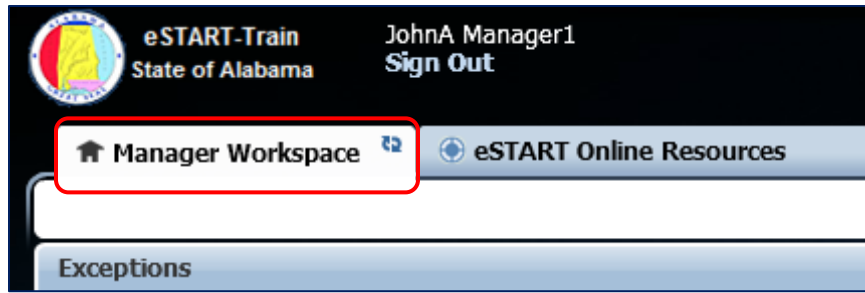 eSTART-Train
State of Alabama
JohnA Manager1
Sign Out
Manager Workspace
eSTART Online Resources
Exceptions